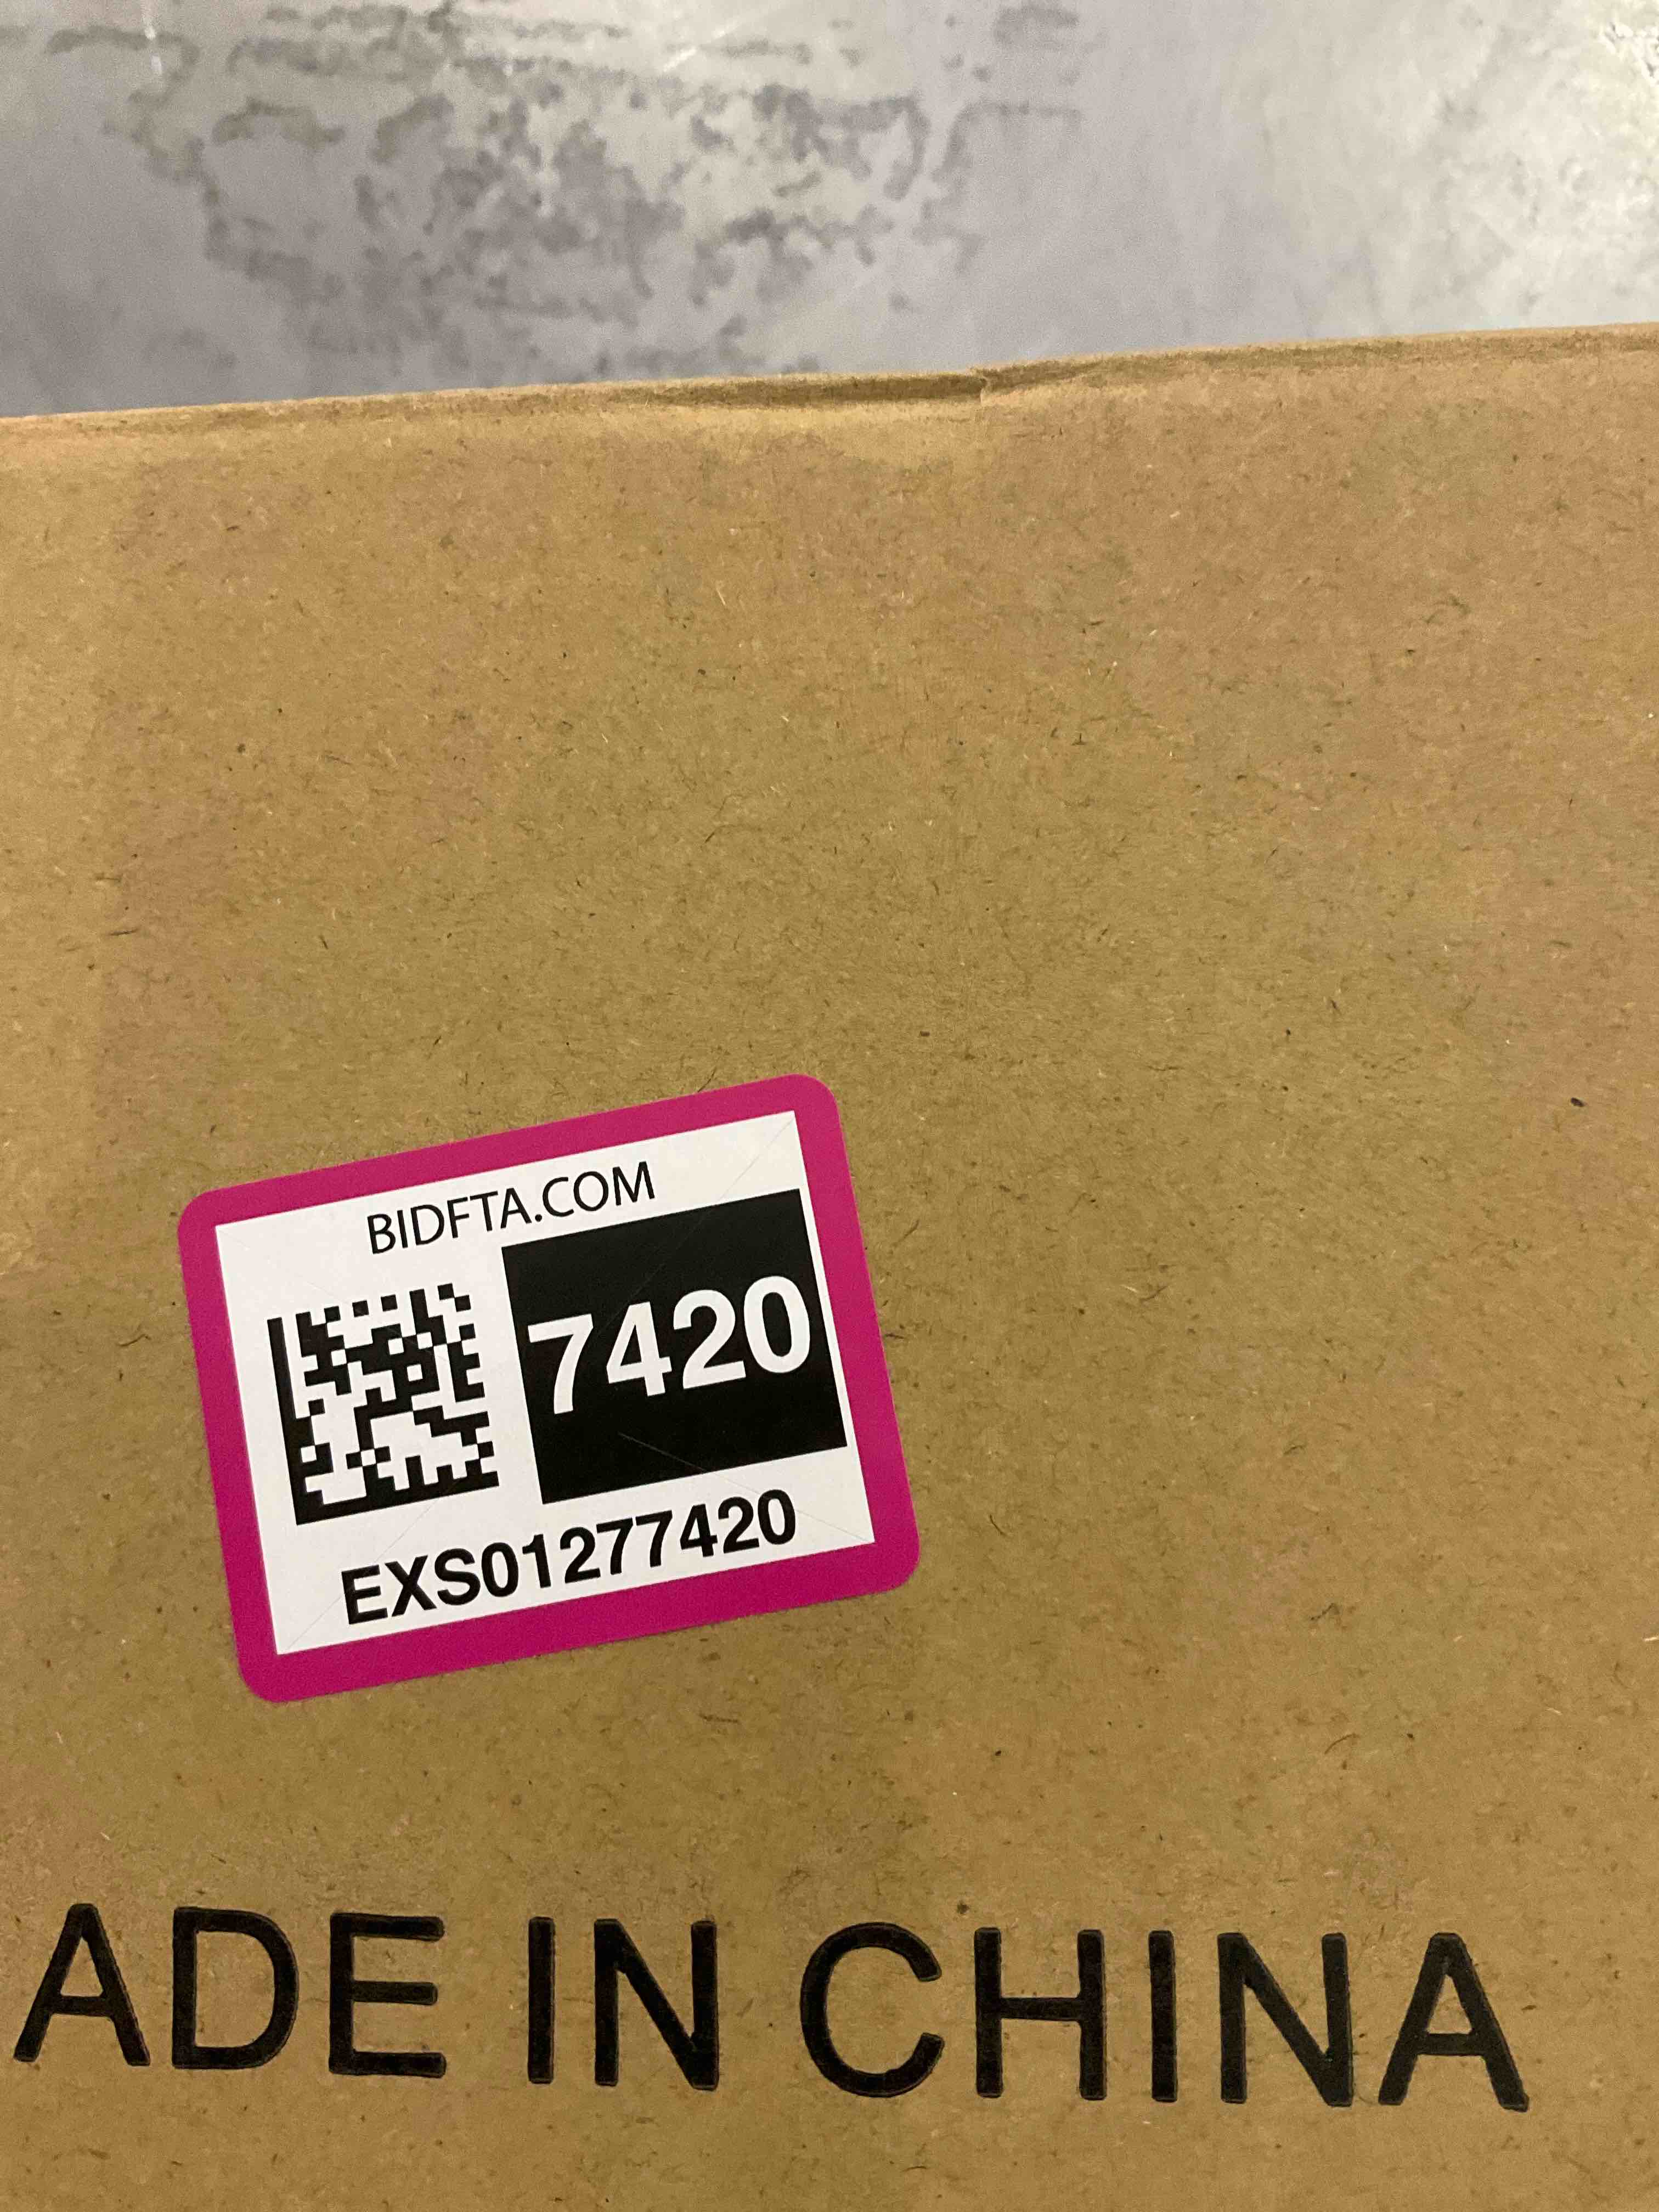 BIDFTA.COM
7420
EXS01277420
ADE IN CHINA